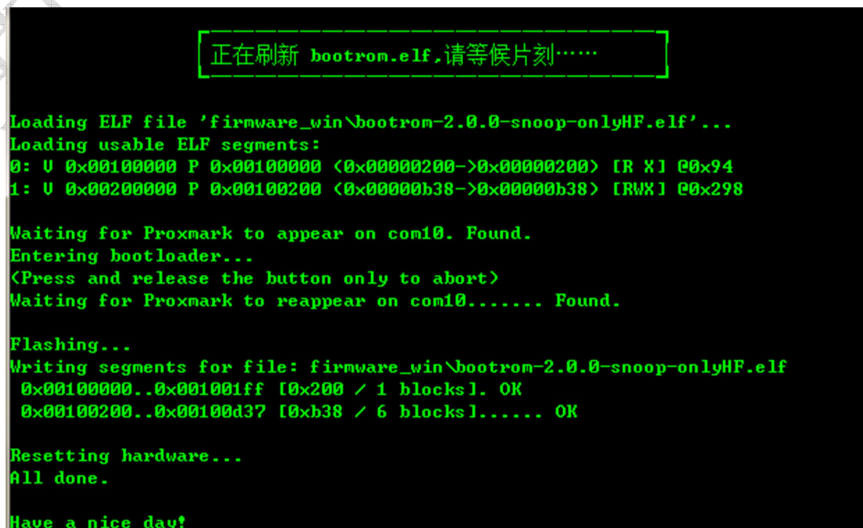 正在刷新 bootrom.elf,请等候片刻……
Loading ELF file 'firmware_win\bootrom-2.0.0-snoop-onlyHF.elf'...
Loading usable ELF segments:
0: V 0x00100000 P 0x00100000 (0x00000200->0x00000200) [R X] @0x94
1: V 0x00200000 P 0x00100200 (0x00000b38->0x00000b38) [RWX] @0x298
Waiting for Proxmark to appear on com10. Found.
Entering bootloader...
(Press and release the button only to abort)
Waiting for Proxmark to reappear on com10....... Found.
Flashing...
Writing segments for file: firmware_win\bootrom-2.0.0-snoop-onlyHF.elf
0x00100000..0x001001ff [0x200 / 1 blocks]. OK
0x00100200..0x00100d37 [0xb38 / 6 blocks]...... OK
Resetting hardware...
All done.
Have a nice day!